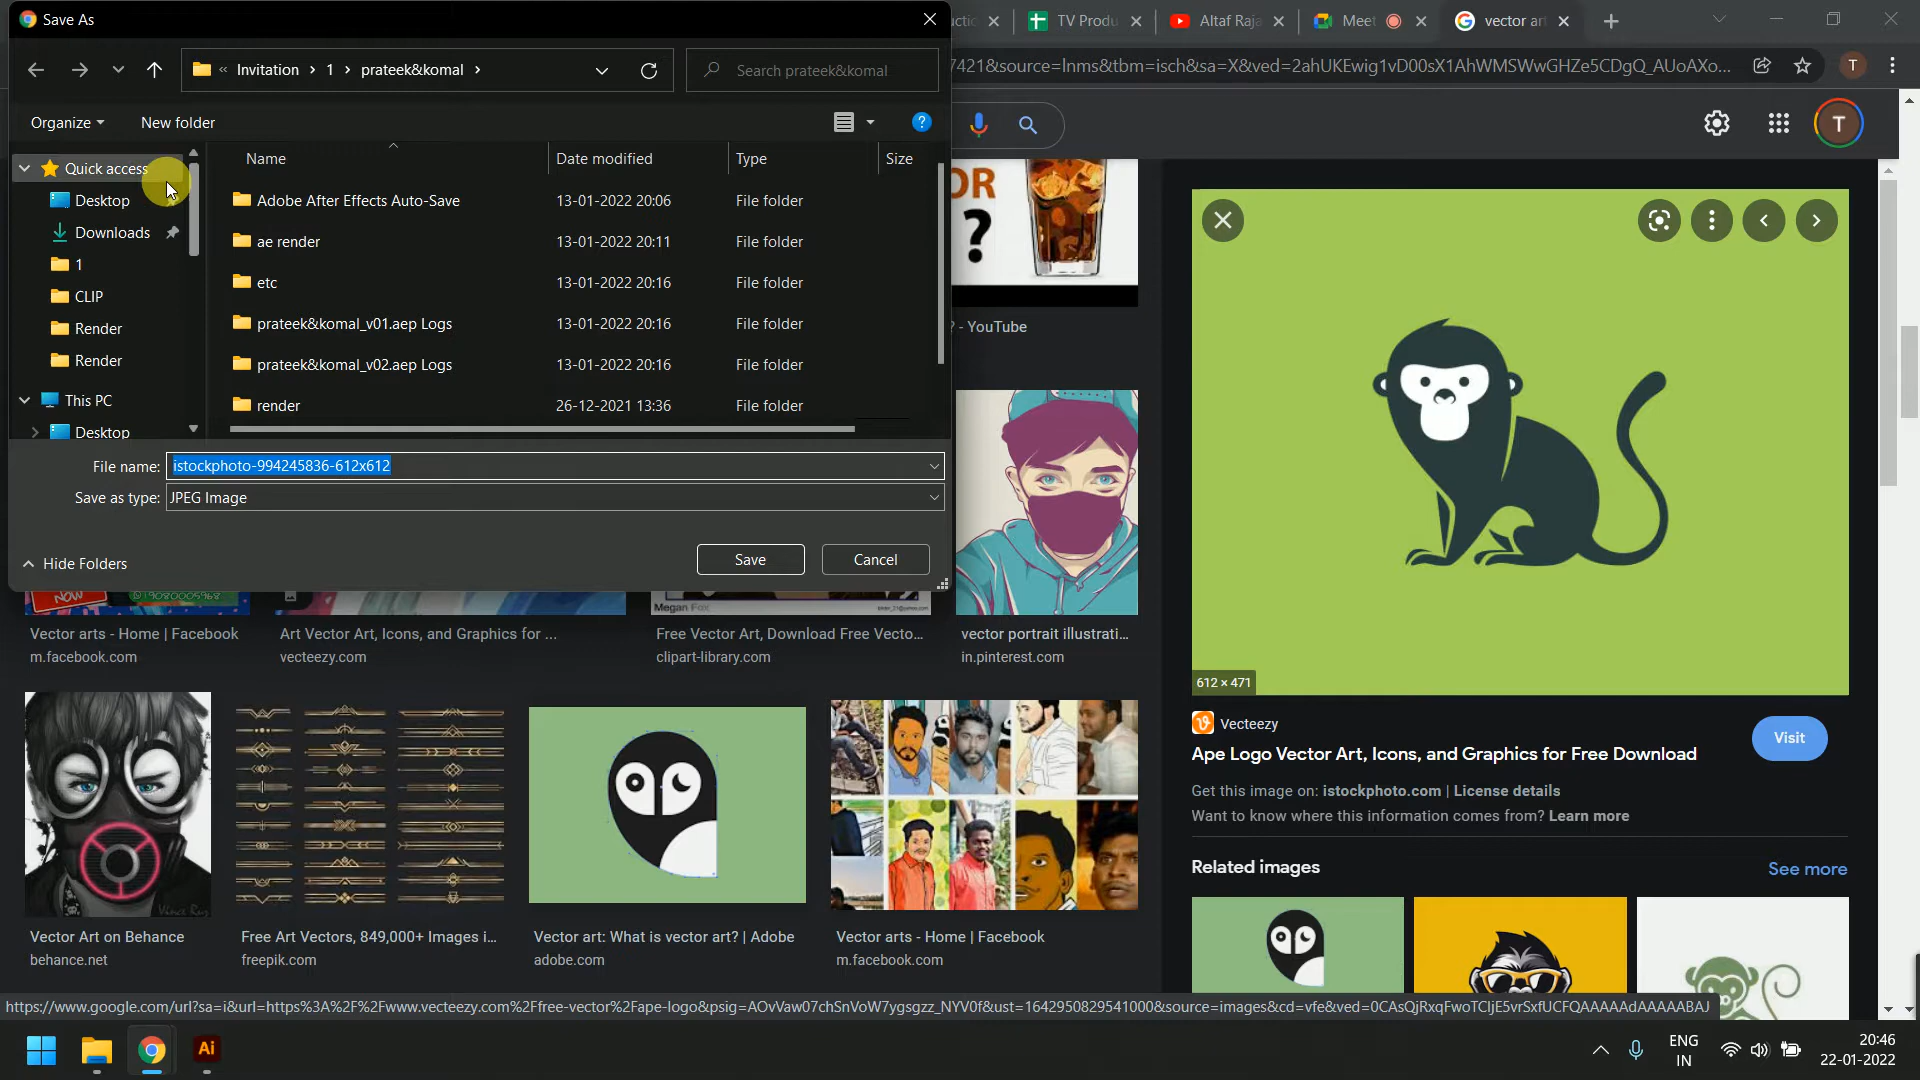 Save As
Invitation
1
prateek&komal
Search prateek&komal
Organize
New folder
Quick access
Desktop
Downloads
1
CLIP
Render
Render
This PC
Desktop
Name
Date modified
Type
Size
Adobe After Effects Auto-Save
13-01-2022 20:06
File folder
ae render
13-01-2022 20:11
File folder
etc
13-01-2022 20:16
File folder
prateek&komal_v01.aep Logs
13-01-2022 20:16
File folder
prateek&komal_v02.aep Logs
13-01-2022 20:16
File folder
render
26-12-2021 13:36
File folder
File name:
istockphoto-994245836-612x612
Save as type:
JPEG Image
Hide Folders
Save
Cancel
TV Produ
Altaf Raja
Meet
vector art
7421&source=lnms&tbm=isch&sa=X&ved=2ahUKEwig1vD00sX1AhWMSWwGHZe5CDgQ_AUoAXo...
T
T
OR
?
? - YouTube
NOW
Megan Fox
Vector arts - Home | Facebook
m.facebook.com
Art Vector Art, Icons, and Graphics for ...
vecteezy.com
Free Vector Art, Download Free Vecto...
clipart-library.com
vector portrait illustrati...
in.pinterest.com
Vector Art on Behance
behance.net
Free Art Vectors, 849,000+ Images i...
freepik.com
Vector art: What is vector art? | Adobe
adobe.com
Vector arts - Home | Facebook
m.facebook.com
612 × 471
Vecteezy
Ape Logo Vector Art, Icons, and Graphics for Free Download
Visit
Get this image on: istockphoto.com | License details
Want to know where this information comes from? Learn more
Related images
See more
https://www.google.com/url?sa=i&url=https%3A%2F%2Fwww.vecteezy.com%2Ffree-vector%2Fape-logo&psig=AOvVaw07chSnVoW7ygsgzz_NYV0f&ust=1642950829541000&source=images&cd=vfe&ved=0CAsQjRxqFwoTCIjE5vrSxfUCFQAAAAAdAAAAABAJ
Ai
ENG
IN
20:46
22-01-2022